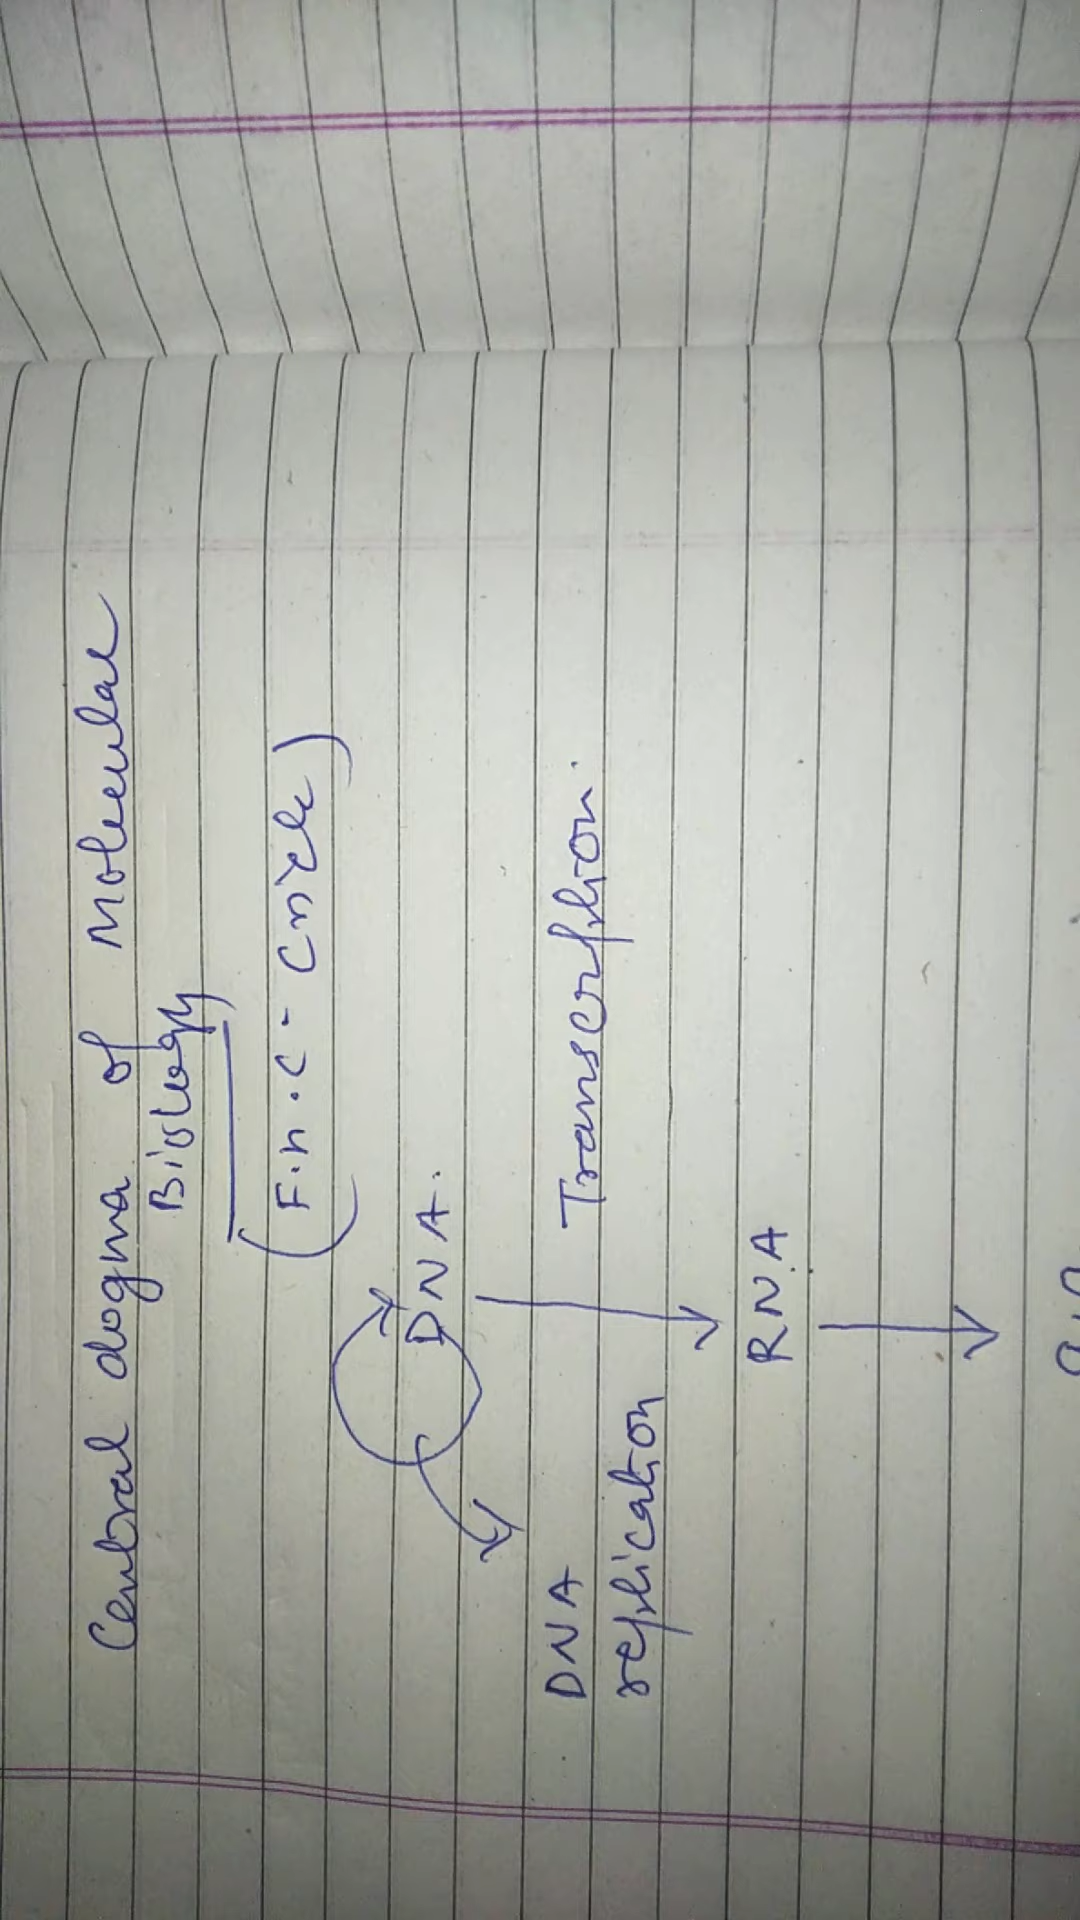 Central dogma of Molecular
Biology
(F.h.C- Crick)
DNA.
Transcription.
DNA
replication
RNA